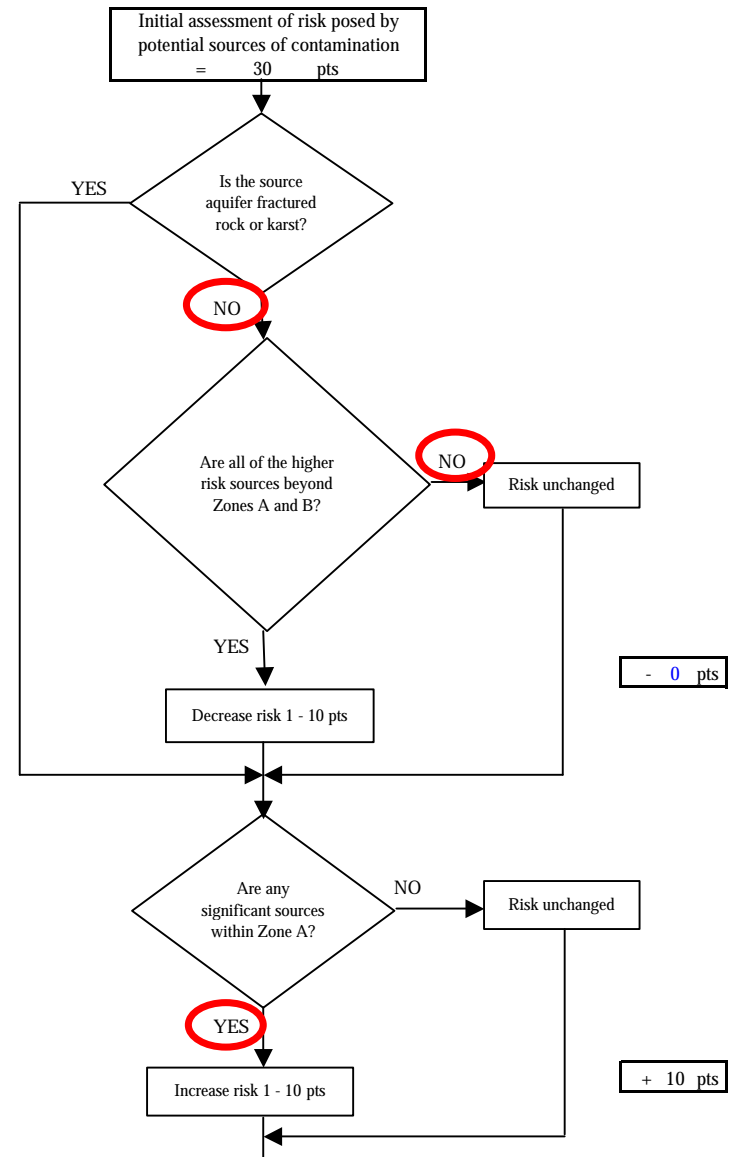 Initial assessment of risk posed by
potential sources of contamination
= 30 pts
YES
Is the source
aquifer fractured
rock or karst?
NO
Are all of the higher
risk sources beyond
Zones A and B?
NO
Risk unchanged
YES
- 0 pts
Decrease risk 1 - 10 pts
Are any
significant sources
within Zone A?
NO
Risk unchanged
YES
Increase risk 1 - 10 pts
+ 10 pts